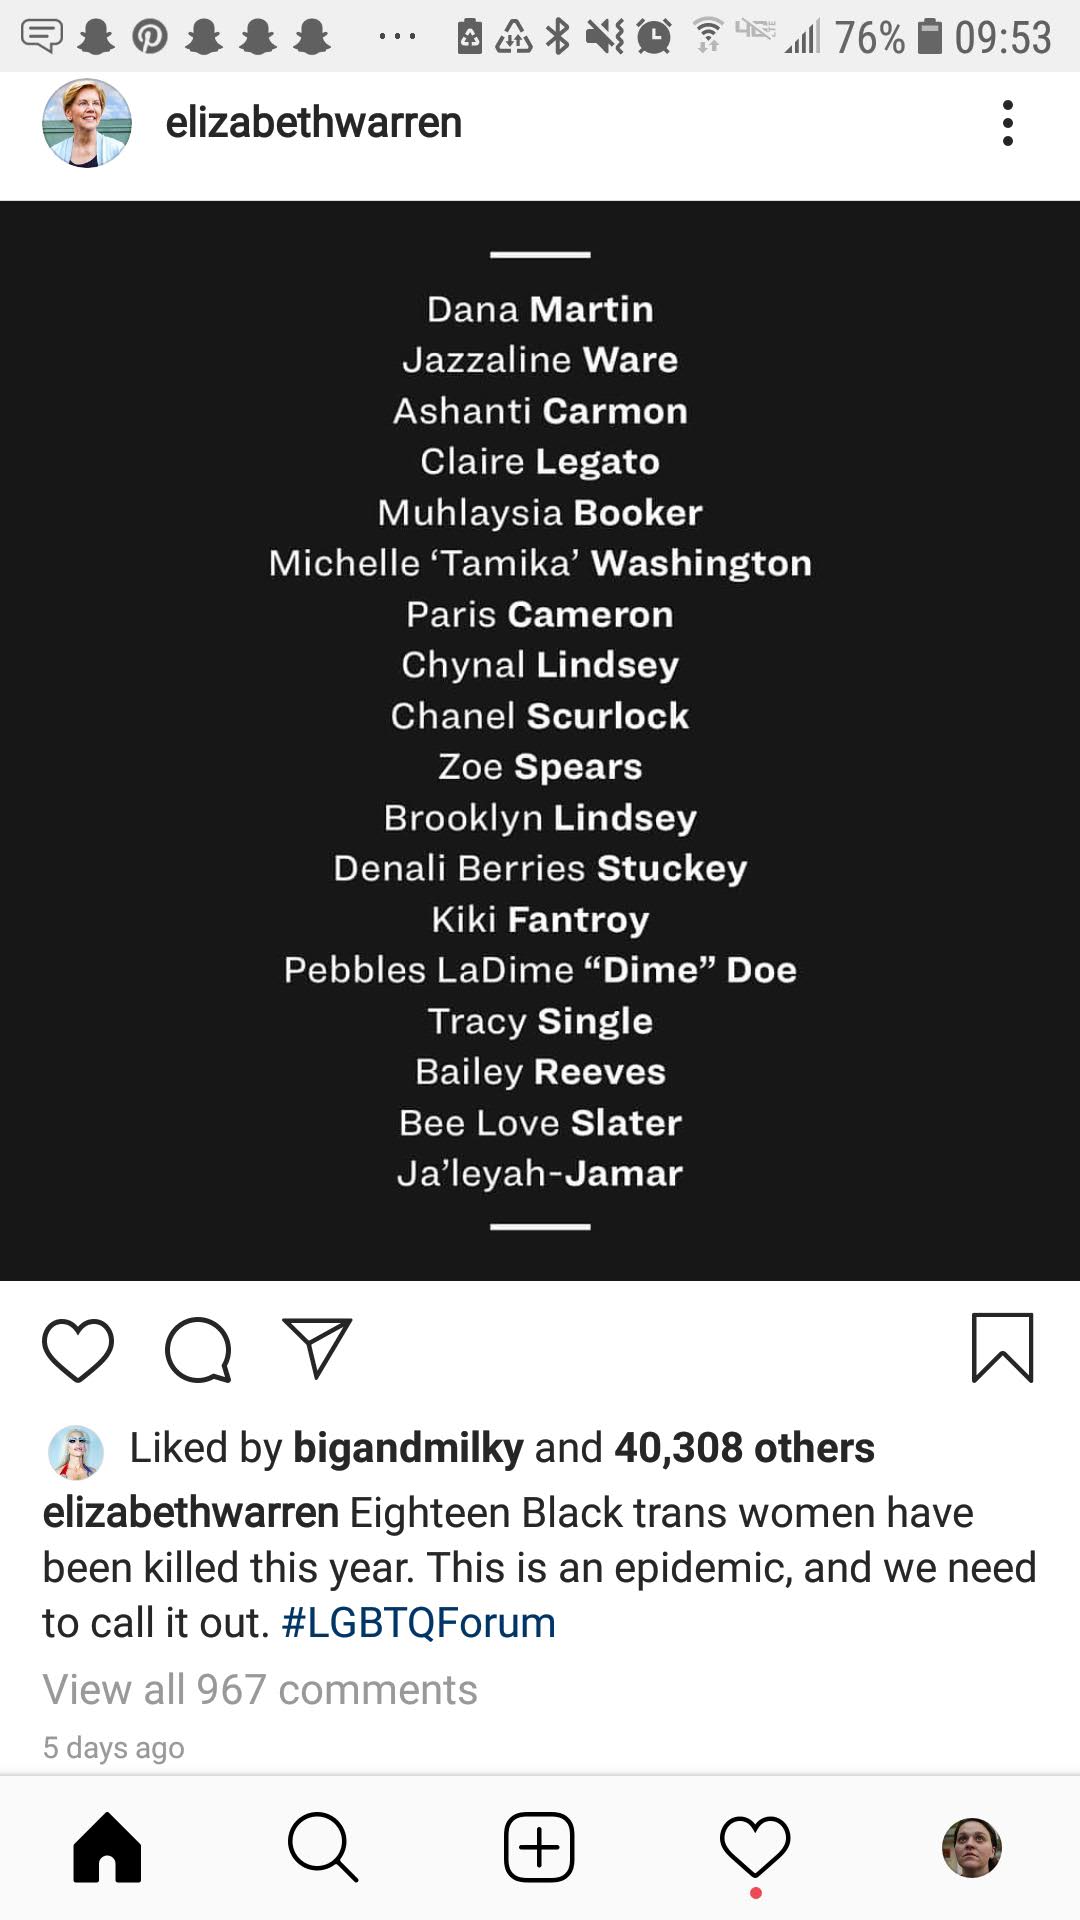 76% 09:53
elizabethwarren
Dana Martin
Jazzaline Ware
Ashanti Carmon
Claire Legato
Muhlaysia Booker
Michelle ‘Tamika’ Washington
Paris Cameron
Chynal Lindsey
Chanel Scurlock
Zoe Spears
Brooklyn Lindsey
Denali Berries Stuckey
Kiki Fantroy
Pebbles LaDime “Dime” Doe
Tracy Single
Bailey Reeves
Bee Love Slater
Ja’leyah-Jamar
Liked by bigandmilky and 40,308 others
elizabethwarren Eighteen Black trans women have
been killed this year. This is an epidemic, and we need
to call it out. #LGBTQForum
View all 967 comments
5 days ago